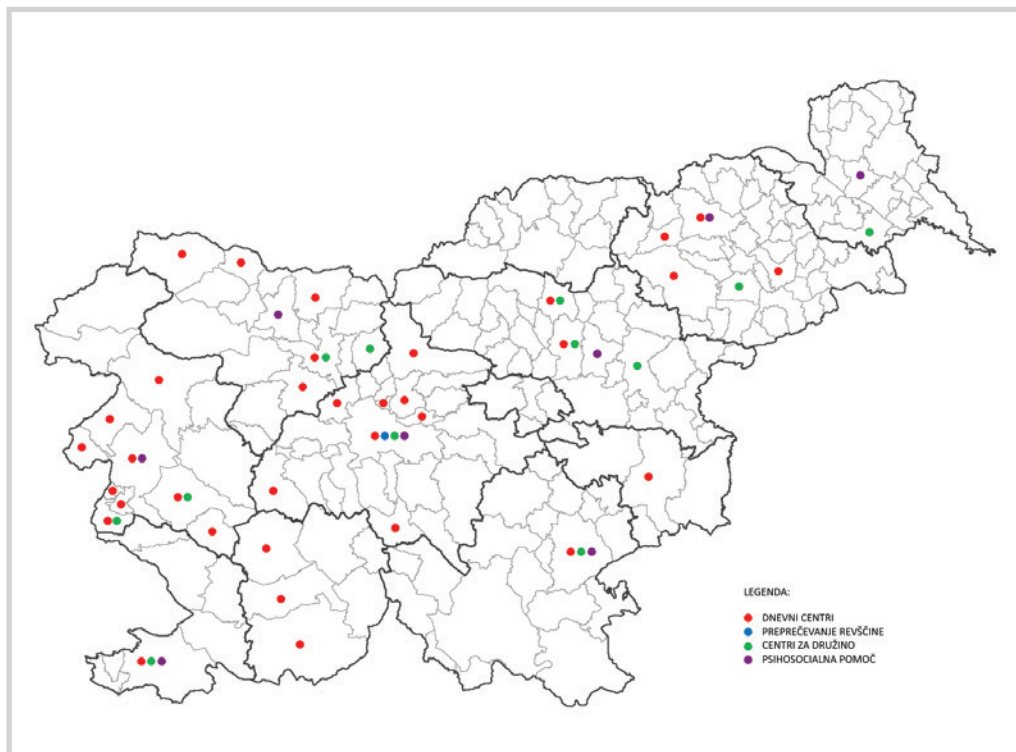 LEGENDA:
DNEVNI CENTRI
PREPREČEVANJE REVŠČINE
CENTRI ZA DRUŽINO
PSIHOSOCIALNA POMOČ